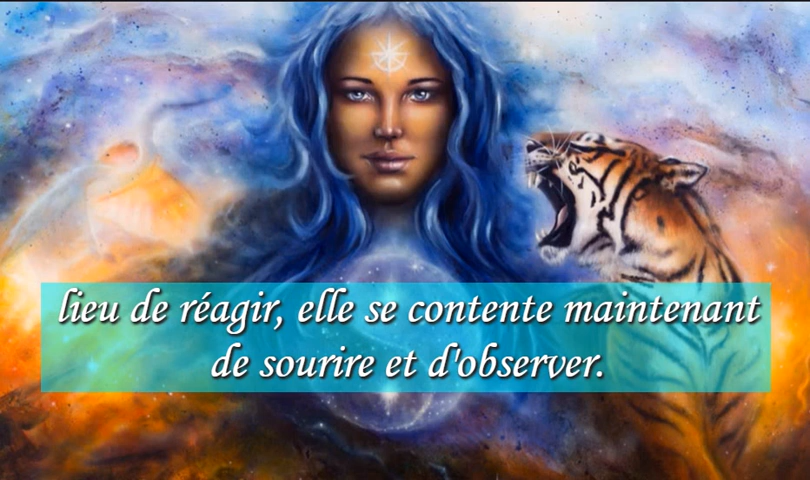 lieu de réagir, elle se contente maintenant
de sourire et d'observer.